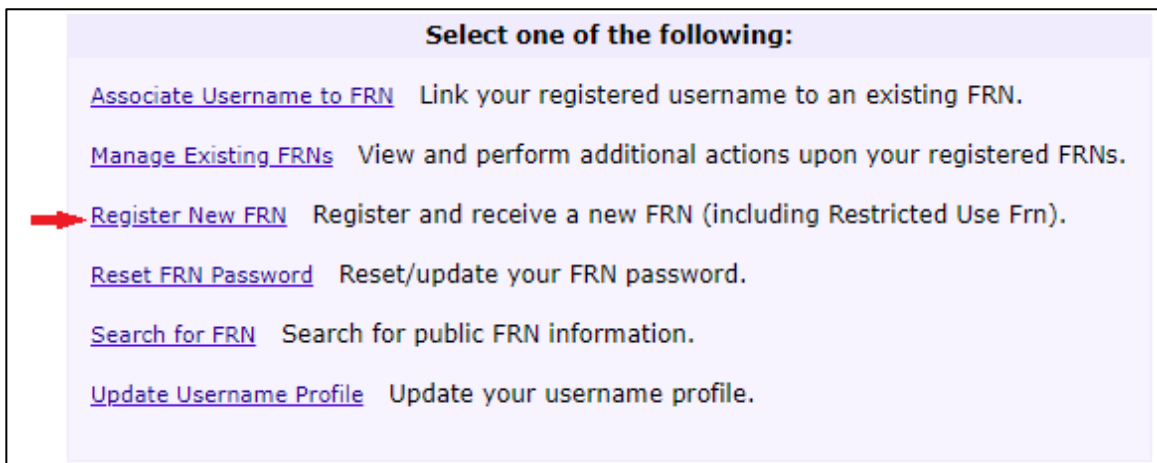 Select one of the following:
Associate Username to FRN Link your registered username to an existing FRN.
Manage Existing FRNs View and perform additional actions upon your registered FRNs.
Register New FRN Register and receive a new FRN (including Restricted Use Frn).
Reset FRN Password Reset/update your FRN password.
Search for FRN Search for public FRN information.
Update Username Profile Update your username profile.